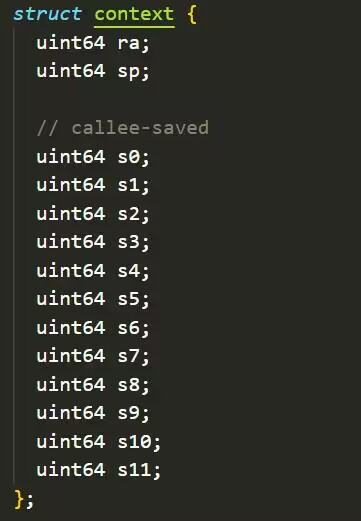 struct context {
  uint64 ra;
  uint64 sp;

  // callee-saved
  uint64 s0;
  uint64 s1;
  uint64 s2;
  uint64 s3;
  uint64 s4;
  uint64 s5;
  uint64 s6;
  uint64 s7;
  uint64 s8;
  uint64 s9;
  uint64 s10;
  uint64 s11;
};